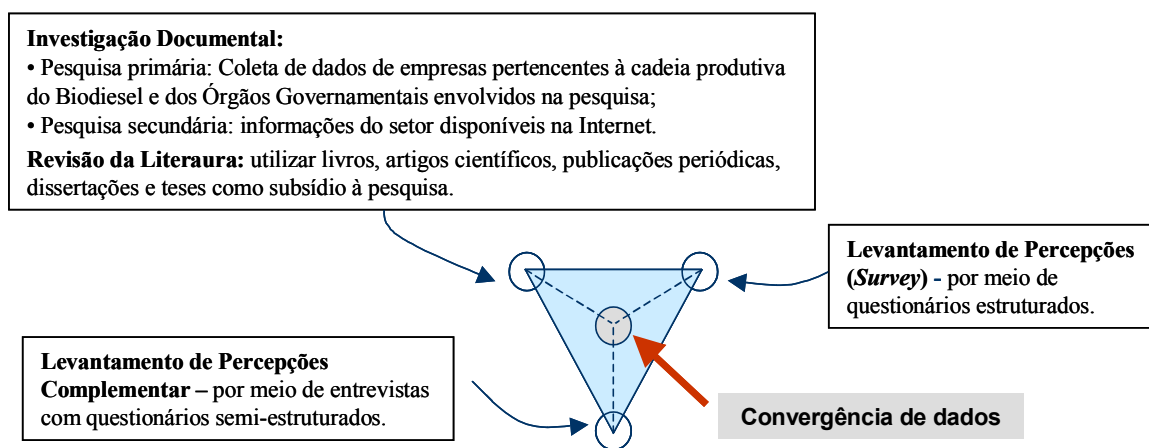 Investigação Documental:
• Pesquisa primária: Coleta de dados de empresas pertencentes à cadeia produtiva
do Biodiesel e dos Órgãos Governamentais envolvidos na pesquisa;
• Pesquisa secundária: informações do setor disponíveis na Internet.
Revisão da Literaura: utilizar livros, artigos científicos, publicações periódicas,
dissertações e teses como subsídio à pesquisa.
Levantamento de Percepções
(Survey) - por meio de
questionários estruturados.
Levantamento de Percepções
Complementar – por meio de entrevistas
com questionários semi-estruturados.
Convergência de dados